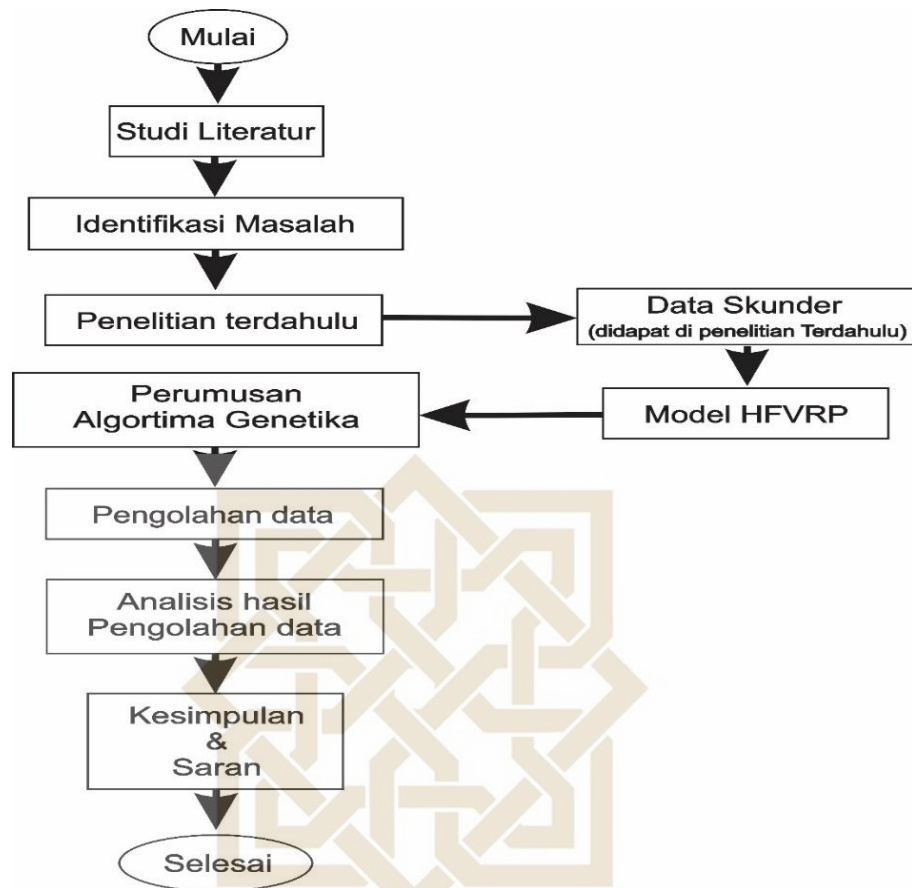 Mulai
Studi Literatur
Identifikasi Masalah
Penelitian terdahulu
Data Skunder
(didapat di penelitian Terdahulu)
Model HFVRP
Perumusan
Algortima Genetika
Pengolahan data
Analisis hasil
Pengolahan data
Kesimpulan
&
Saran
Selesai